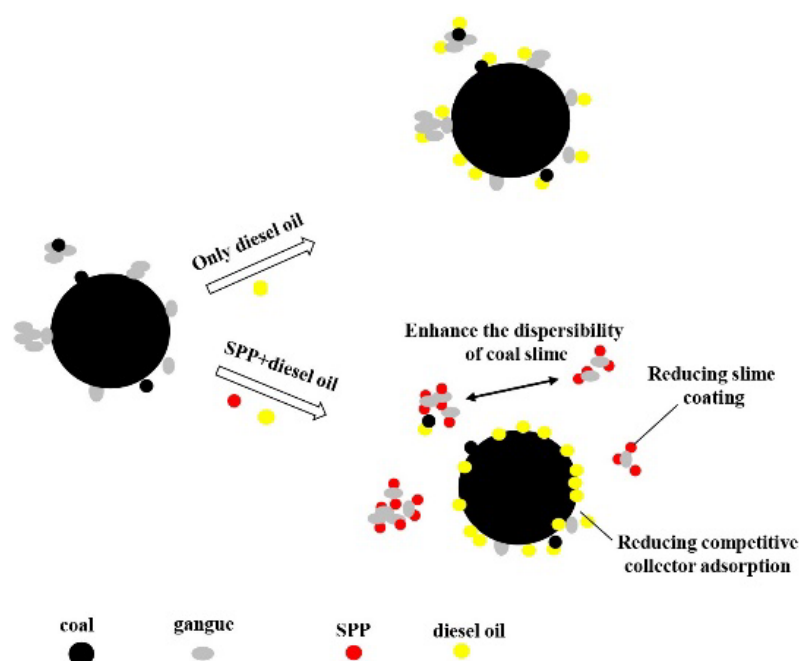 Only diesel oil
SPP+diesel oil
Enhance the dispersibility
of coal slime
Reducing slime
coating
Reducing competitive
collector adsorption
coal
gangue
SPP
diesel oil